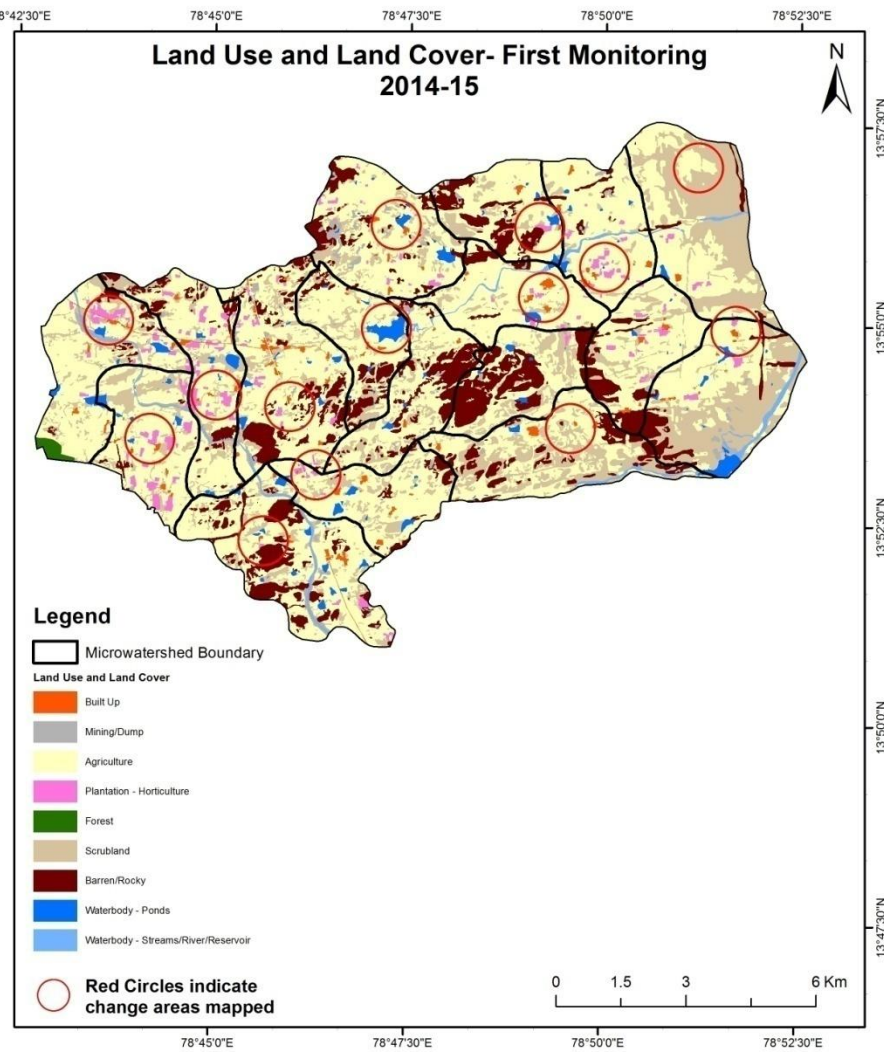 78°42'30"E 78°45'0"E 78°47'30"E 78°50'0"E 78°52'30"E
Land Use and Land Cover- First Monitoring
2014-15
N
13°57'30"N
13°55'0"N
13°52'30"N
13°50'0"N
13°47'30"N
Legend
Microwatershed Boundary
Land Use and Land Cover
Built Up
Mining/Dump
Agriculture
Plantation - Horticulture
Forest
Scrubland
Barren/Rocky
Waterbody - Ponds
Waterbody - Streams/River/Reservoir
Red Circles indicate
change areas mapped
0 1.5 3 6 Km
78°45'0"E 78°47'30"E 78°50'0"E 78°52'30"E